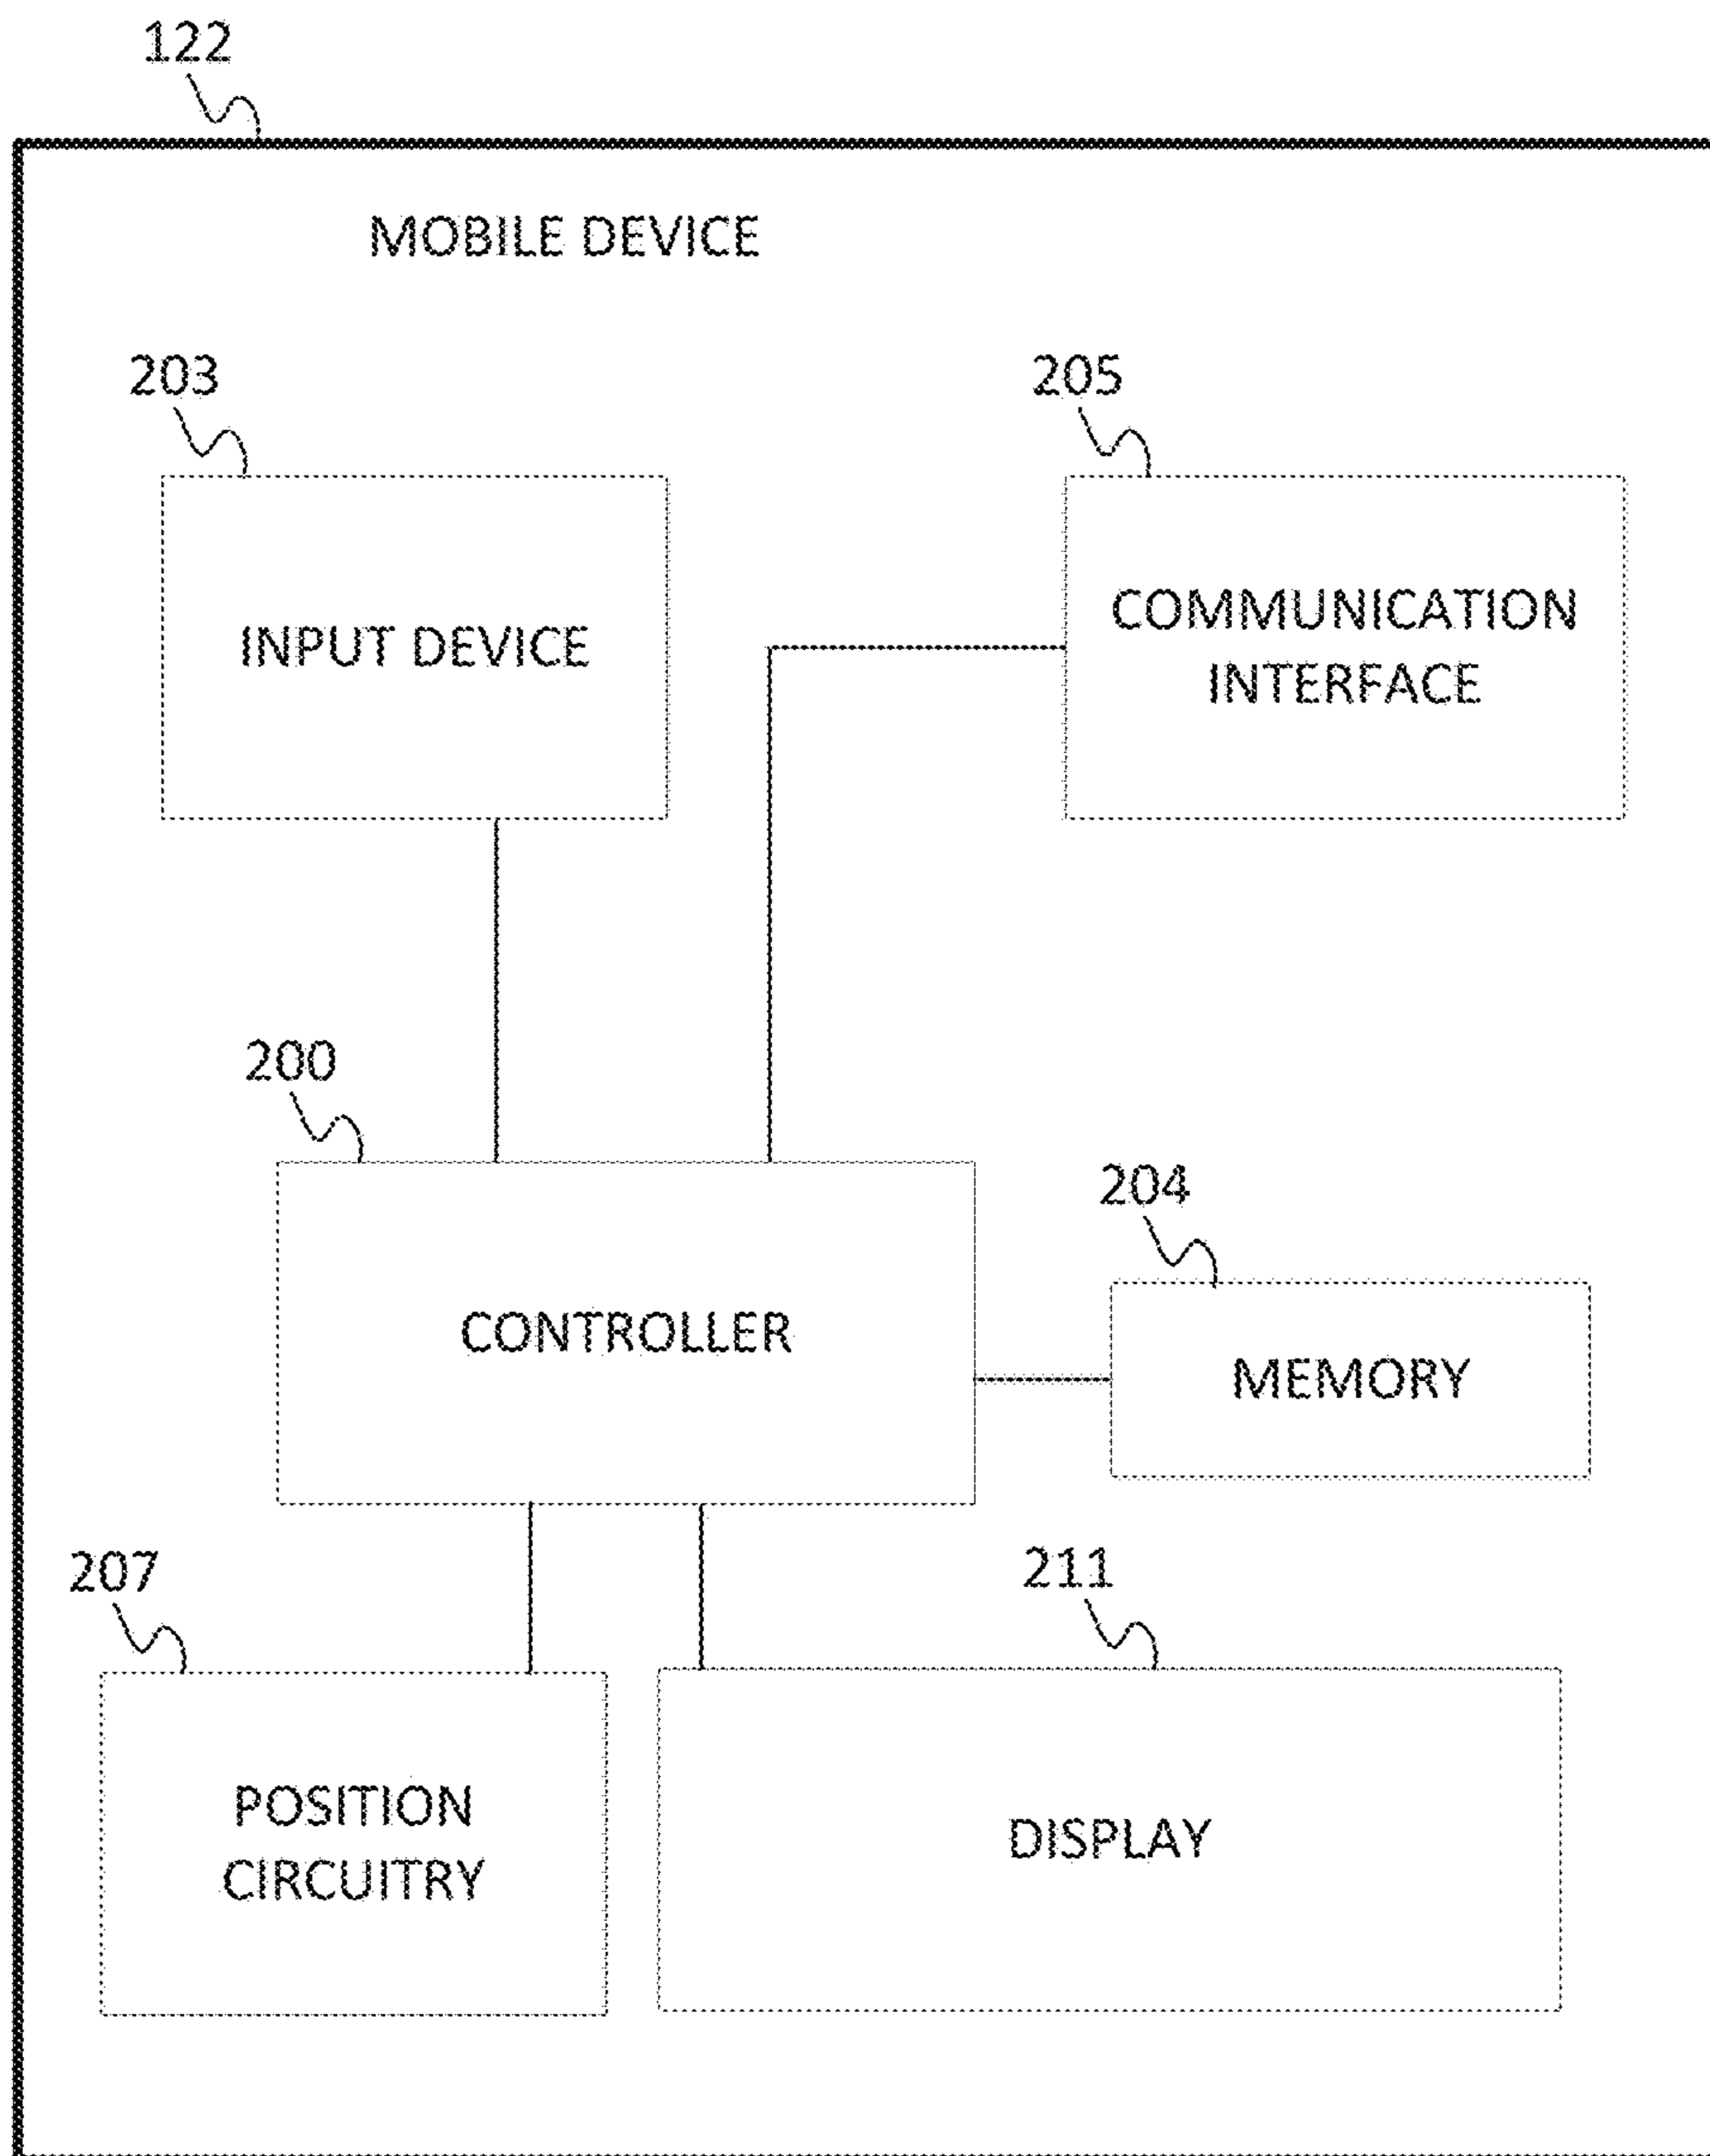 122
MOBILE DEVICE
203
205
INPUT DEVICE
COMMUNICATION
INTERFACE
200
204
CONTROLLER
MEMORY
207
211
POSITION
CIRCUITRY
DISPLAY